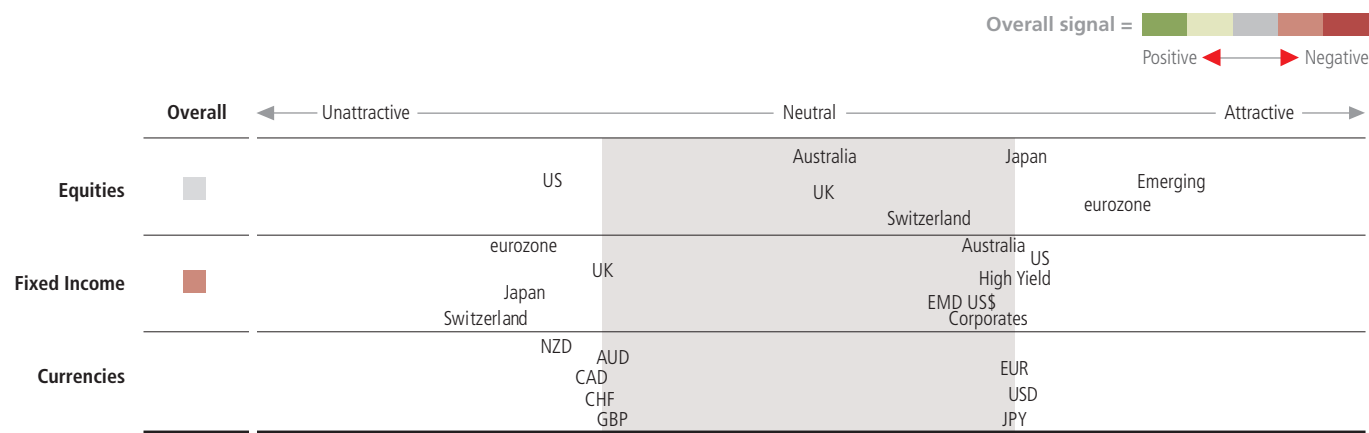 Overall signal =
Positive Negative
Overall Unattractive Neutral Attractive
Australia Japan
Equities US UK Emerging
eurozone
Switzerland
eurozone Australia
US
UK
Fixed Income High Yield
Japan
EMD US$
Switzerland Corporates
NZD
AUD
EUR
Currencies CAD
USD
CHF
GBP JPY